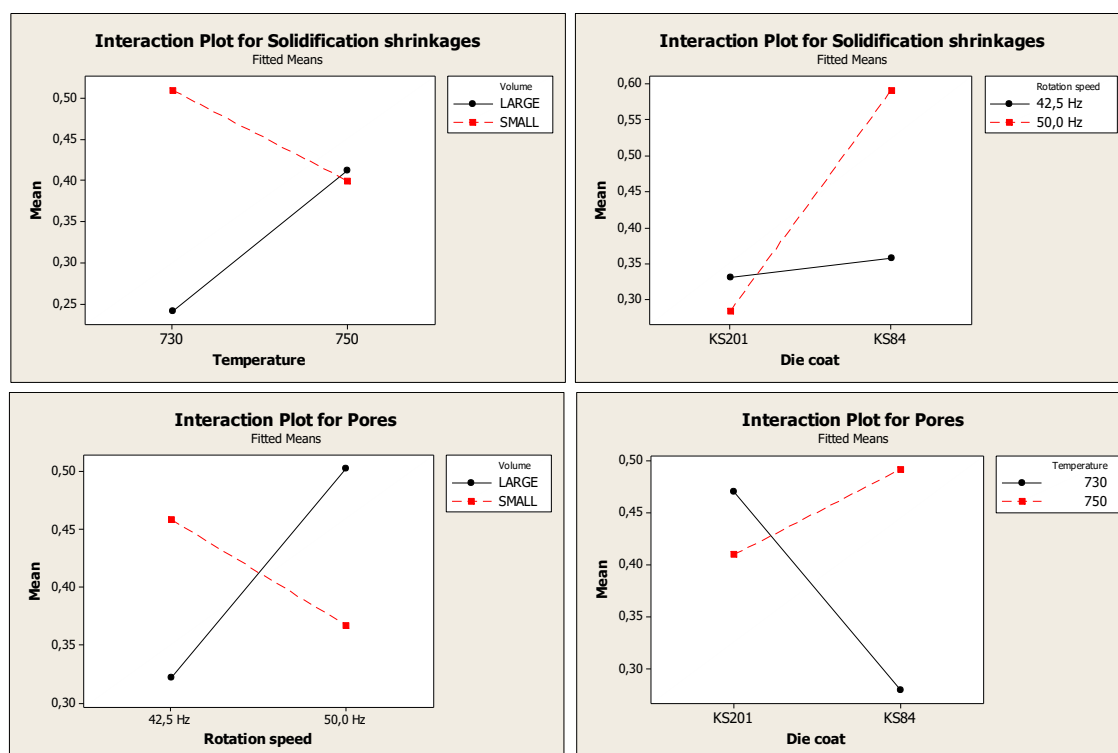 Interaction Plot for Solidification shrinkages
Fitted Means
0,50
0,45
0,40
0,35
0,30
0,25
Mean
730
750
Temperature
Volume
LARGE
SMALL
Interaction Plot for Solidification shrinkages
Fitted Means
0,60
0,55
0,50
0,45
0,40
0,35
0,30
Mean
KS201
KS84
Die coat
Rotation speed
42,5 Hz
50,0 Hz
Interaction Plot for Pores
Fitted Means
0,50
0,45
0,40
0,35
0,30
Mean
42,5 Hz
50,0 Hz
Rotation speed
Volume
LARGE
SMALL
Interaction Plot for Pores
Fitted Means
0,50
0,45
0,40
0,35
0,30
Mean
KS201
KS84
Die coat
Temperature
730
750